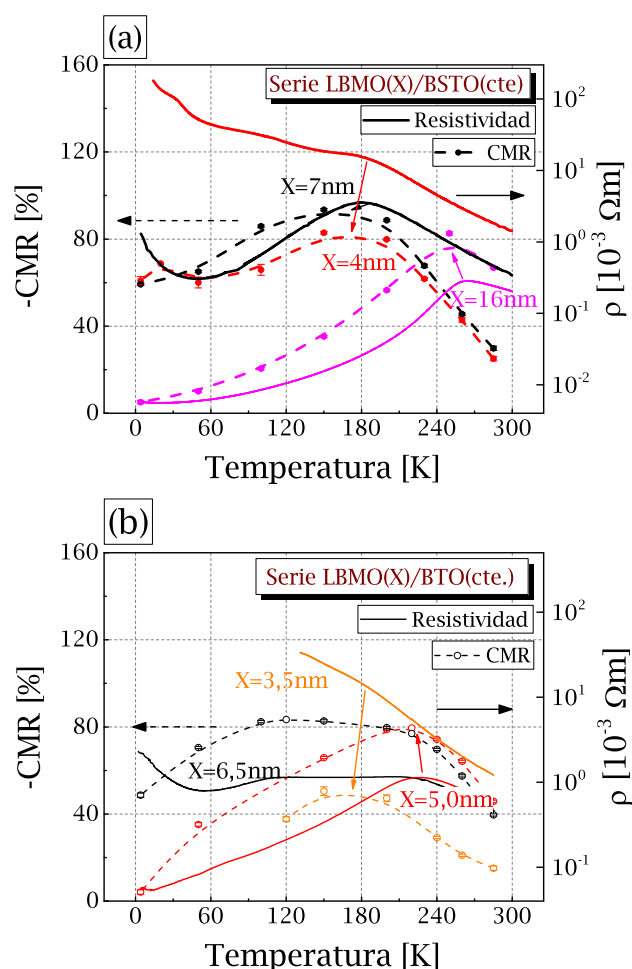 (a)
160
120
80
40
0
-CMR [%]
Serie LBMO(X)/BSTO(cte)
Resistividad
CMR
X=7nm
X=4nm
X=16nm
10²
10¹
10⁰
10⁻¹
10⁻²
ρ [10⁻³ Ωm]
0 60 120 180 240 300
Temperatura [K]
(b)
160
120
80
40
0
-CMR [%]
Serie LBMO(X)/BTO(cte.)
Resistividad
CMR
X=3,5nm
X=6,5nm
X=5,0nm
10²
10¹
10⁰
10⁻¹
ρ [10⁻³ Ωm]
0 60 120 180 240 300
Temperatura [K]